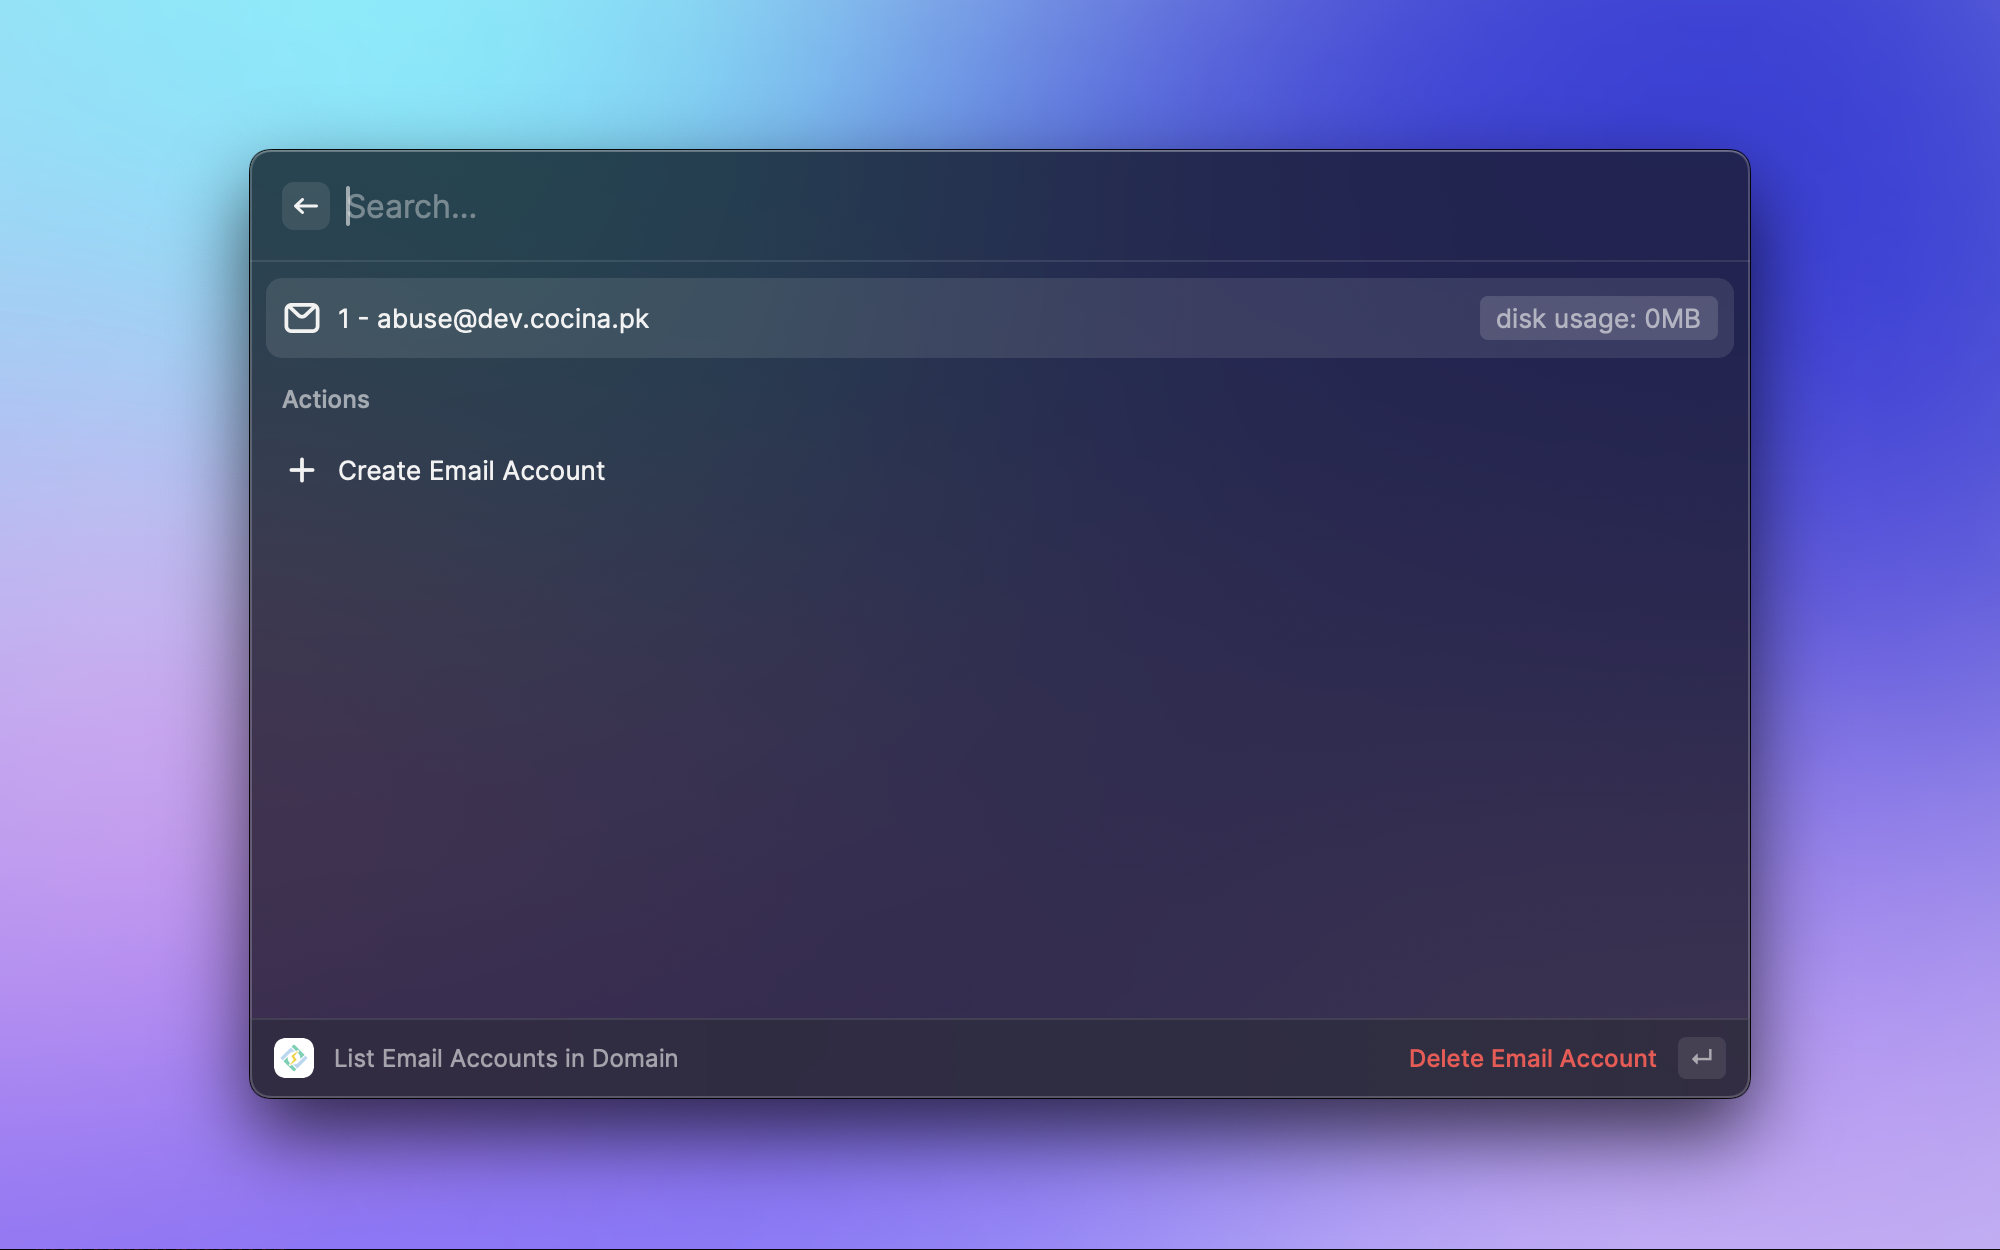 Search...
1 - abuse@dev.cocina.pk
disk usage: 0MB
Actions
Create Email Account
List Email Accounts in Domain
Delete Email Account